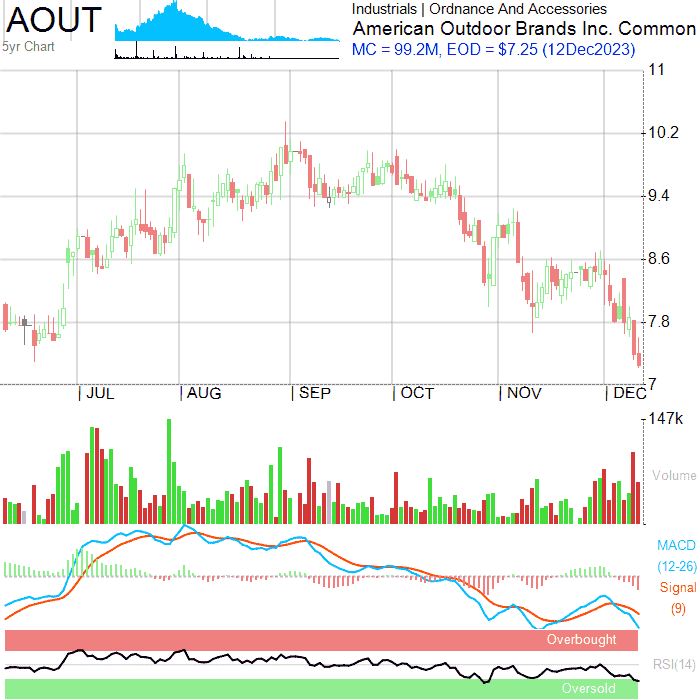 AOUT
5yr Chart
Industrials | Ordnance And Accessories
American Outdoor Brands Inc. Common
MC = 99.2M, EOD = $7.25 (12Dec2023)
11
10.2
9.4
8.6
7.8
7
| JUL | AUG | SEP | OCT | NOV | DEC
147k
Volume
MACD
(12-26)
Signal
(9)
Overbought
RSI(14)
Oversold